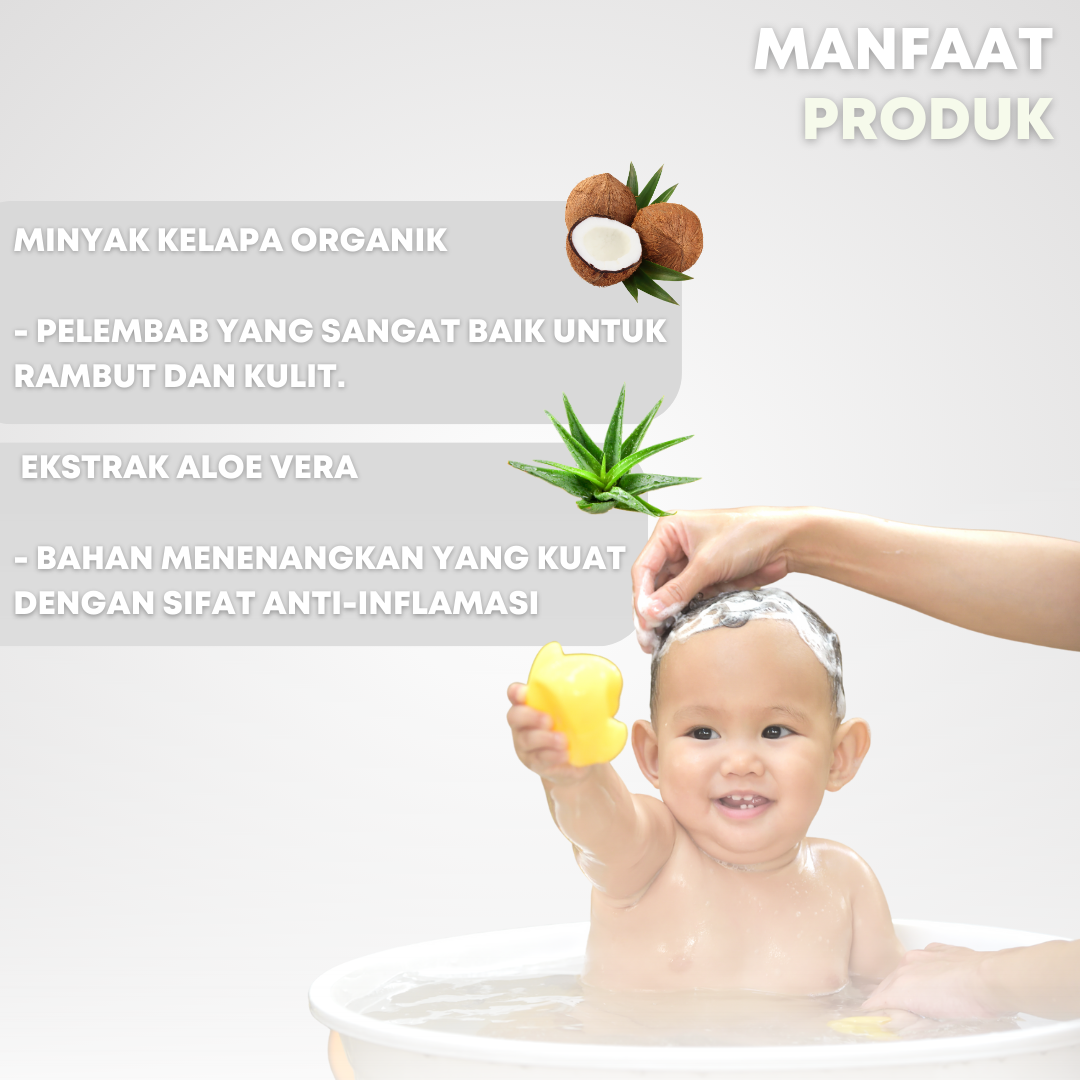 MANFAAT
PRODUK
MINYAK KELAPA ORGANIK
- PELEMBAB YANG SANGAT BAIK UNTUK
RAMBUT DAN KULIT.
EKSTRAK ALOE VERA
- BAHAN MENENANGKAN YANG KUAT
DENGAN SIFAT ANTI-INFLAMASI